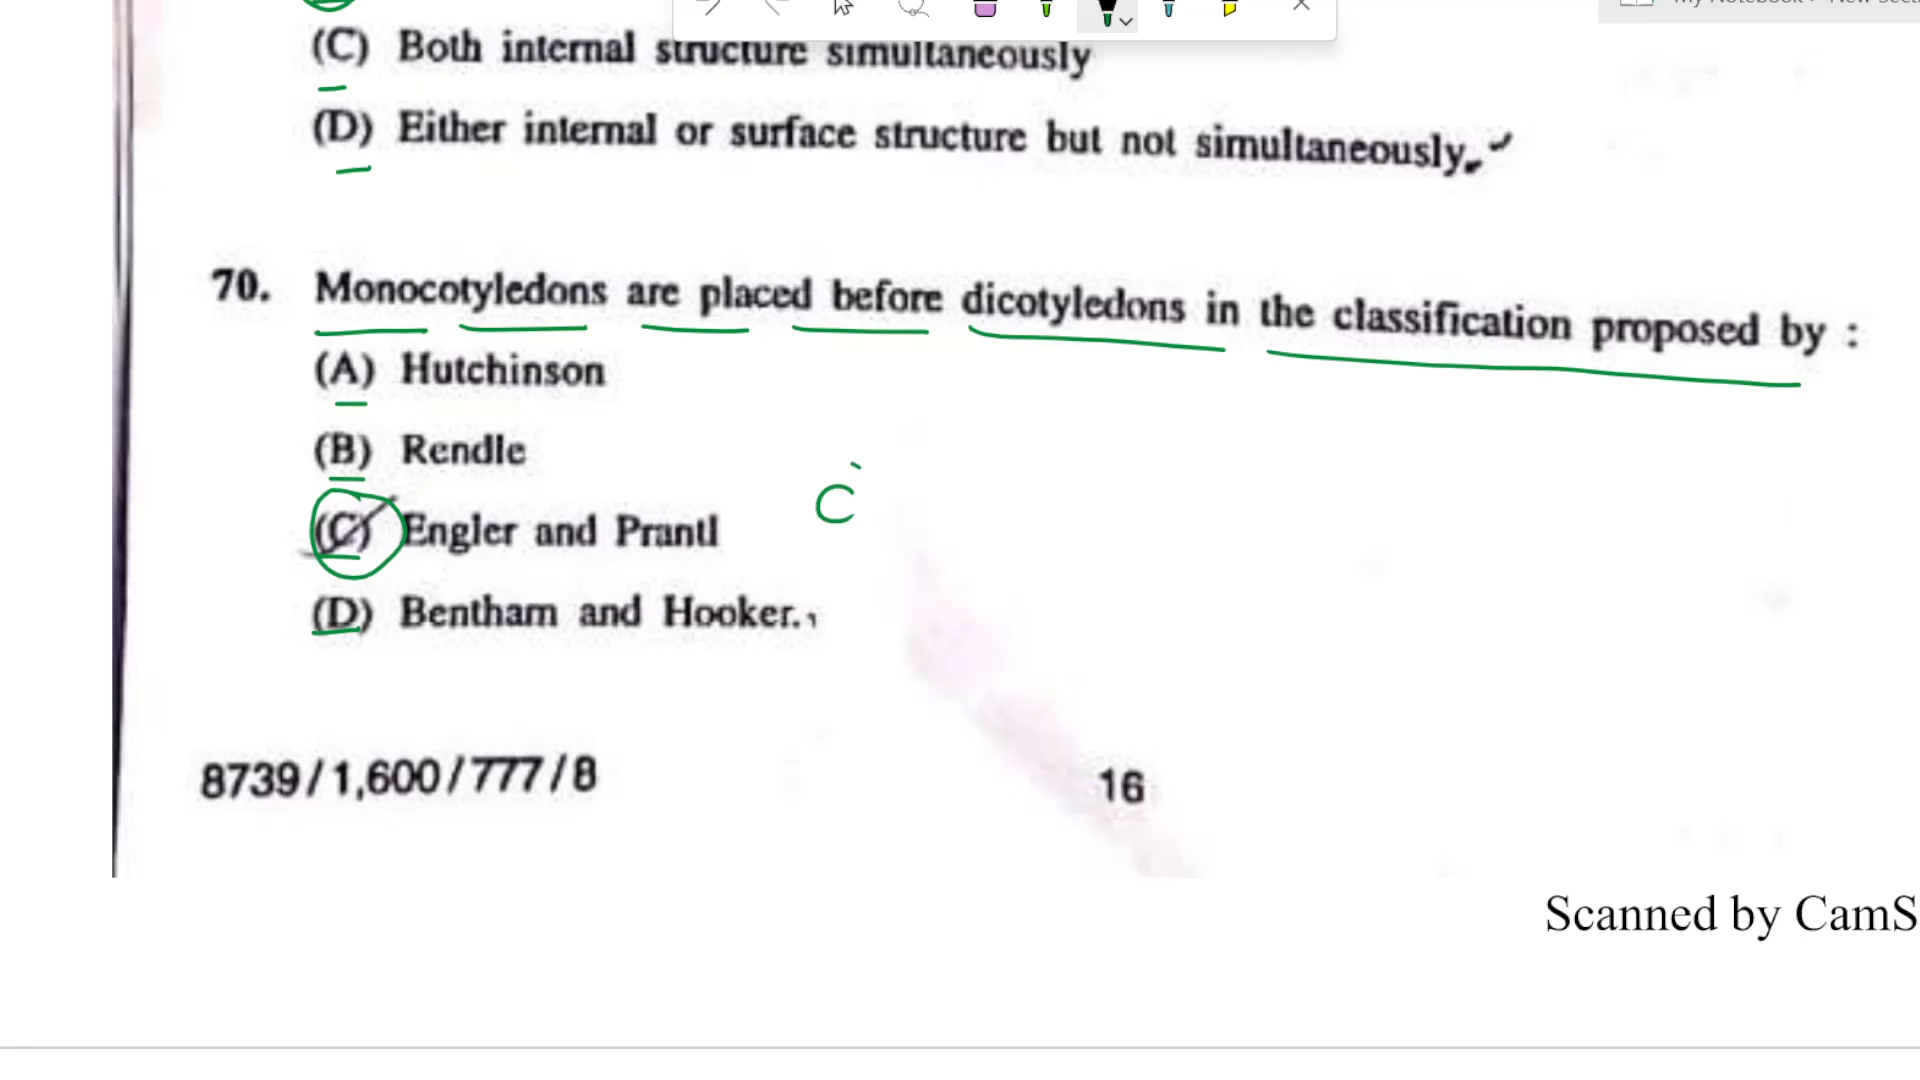 (C) Both internal structure simultaneously
(D) Either internal or surface structure but not simultaneously.
70. Monocotyledons are placed before dicotyledons in the classification proposed by :
(A) Hutchinson
(B) Rendle
(C) Engler and Prantl
C
(D) Bentham and Hooker.
8739/1,600/777/8
16
Scanned by CamS